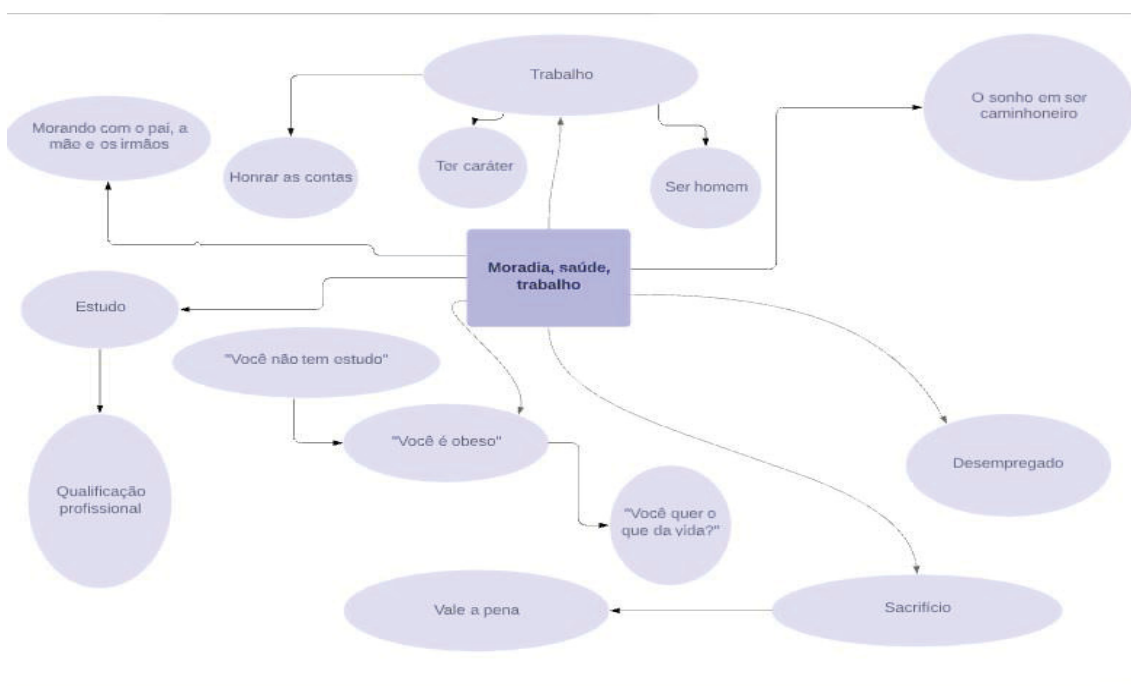 Trabalho
O sonho em ser
caminhoneiro
Morando com o pai, a
mãe e os irmãos
Honrar as contas
Ter caráter
Ser homem
Moradia, saúde,
trabalho
Estudo
"Você não tem estudo"
"Você é obeso"
Desempregado
Qualificação
profissional
"Você quer o
que da vida?"
Vale a pena
Sacrifício